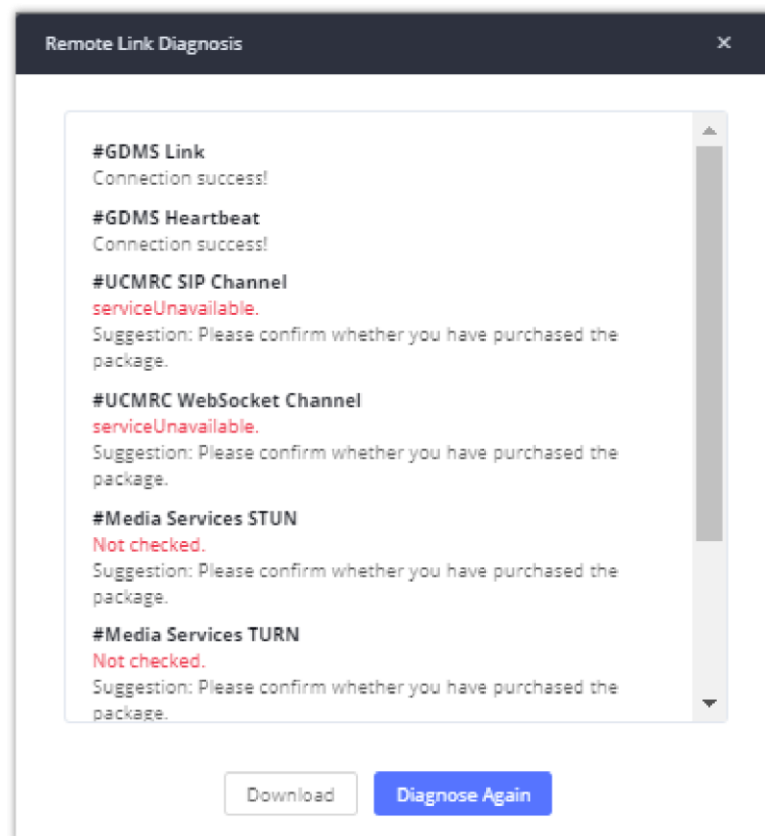 Remote Link Diagnosis
#GDMS Link
Connection success!
#GDMS Heartbeat
Connection success!
#UCMRC SIP Channel
serviceUnavailable.
Suggestion: Please confirm whether you have purchased the
package.
#UCMRC WebSocket Channel
serviceUnavailable.
Suggestion: Please confirm whether you have purchased the
package.
#Media Services STUN
Not checked.
Suggestion: Please confirm whether you have purchased the
package.
#Media Services TURN
Not checked.
Suggestion: Please confirm whether you have purchased the
package.
Download
Diagnose Again